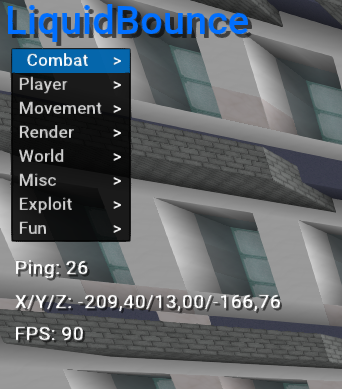 LiquidBounce
Combat >
Player >
Movement >
Render >
World >
Misc >
Exploit >
Fun >
Ping: 26
X/Y/Z: -209,40/13,00/-166,76
FPS: 90